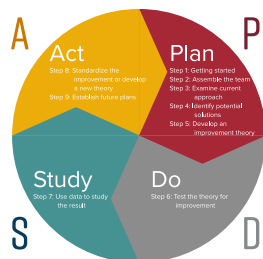 A
P
Act
Step 8: Standardize the
improvement or develop
a new theory
Step 9: Establish future plans
Plan
Step 1: Getting started
Step 2: Assemble the team
Step 3: Examine current
approach
Step 4: Identify potential
solutions
Step 5: Develop an
improvement theory
Study
Step 7: Use data to study
the result
Do
Step 6: Test the theory for
improvement
S
D